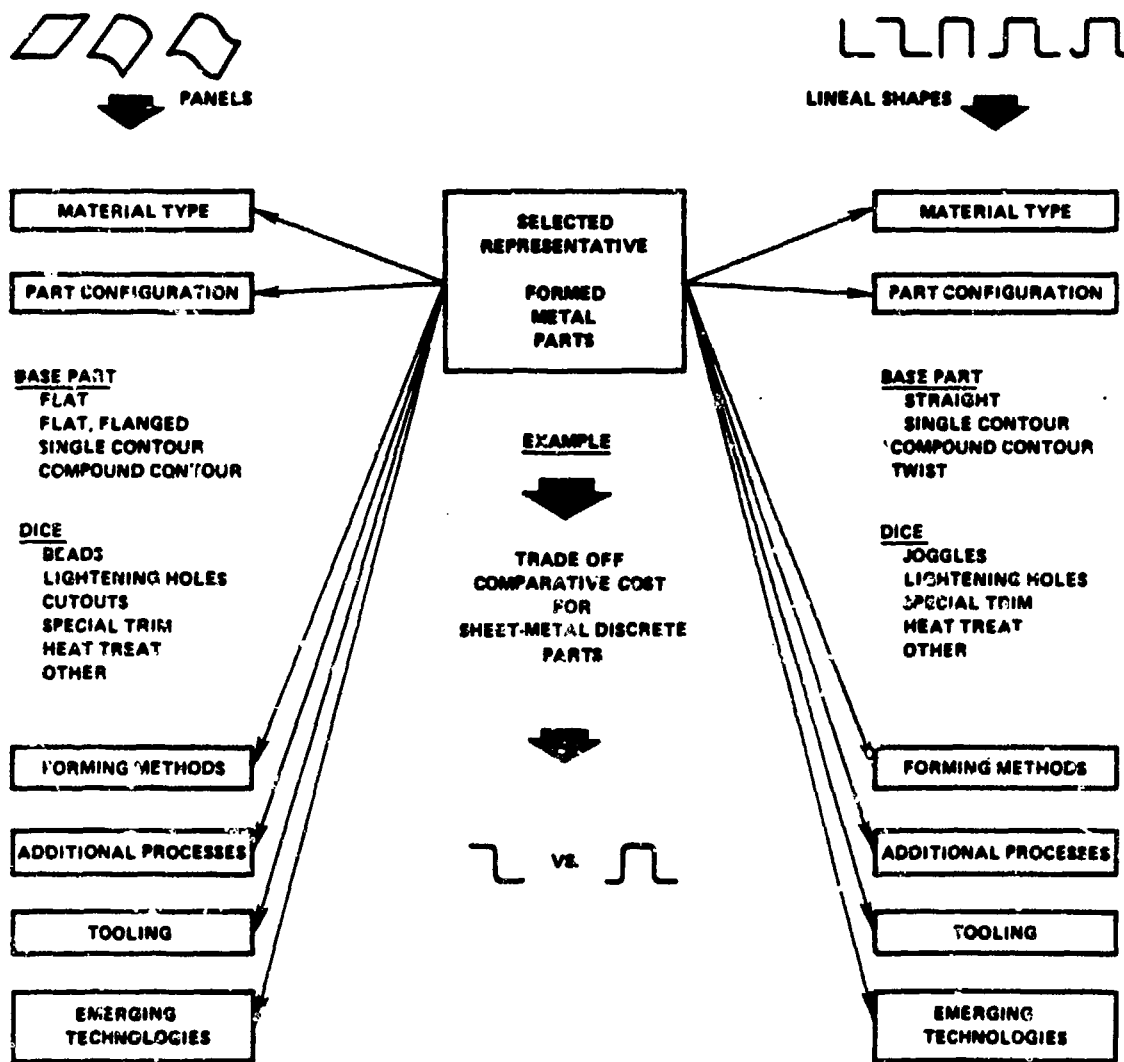 PANELS
MATERIAL TYPE
PART CONFIGURATION
BASE PART
FLAT
FLAT, FLANGED
SINGLE CONTOUR
COMPOUND CONTOUR
DICE
BEADS
LIGHTENING HOLES
CUTOUTS
SPECIAL TRIM
HEAT TREAT
OTHER
FORMING METHODS
ADDITIONAL PROCESSES
TOOLING
EMERGING
TECHNOLOGIES
SELECTED
REPRESENTATIVE
FORMED
METAL
PARTS
EXAMPLE
TRADE OFF
COMPARATIVE COST
FOR
SHEET-METAL DISCRETE
PARTS
VS.
LINEAL SHAPES
MATERIAL TYPE
PART CONFIGURATION
BASE PART
STRAIGHT
SINGLE CONTOUR
COMPOUND CONTOUR
TWIST
DICE
JOGGLES
LIGHTENING HOLES
SPECIAL TRIM
HEAT TREAT
OTHER
FORMING METHODS
ADDITIONAL PROCESSES
TOOLING
EMERGING
TECHNOLOGIES